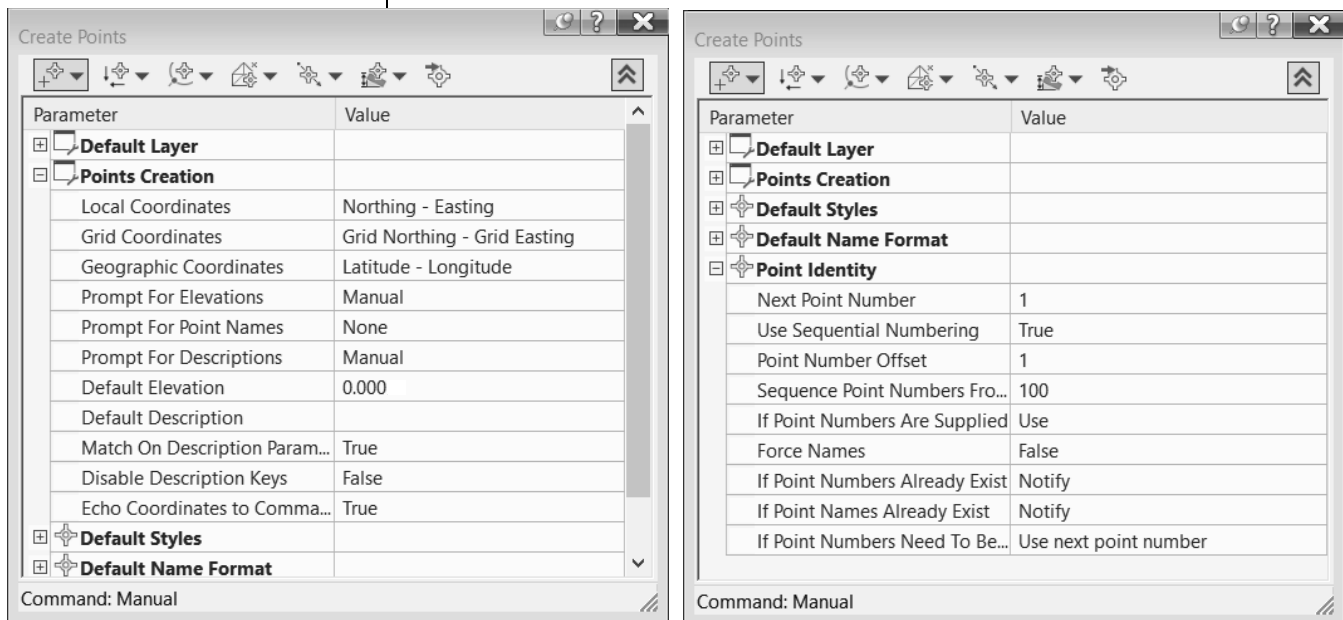 Create Points
Parameter Value
Default Layer
Points Creation
Local Coordinates Northing - Easting
Grid Coordinates Grid Northing - Grid Easting
Geographic Coordinates Latitude - Longitude
Prompt For Elevations Manual
Prompt For Point Names None
Prompt For Descriptions Manual
Default Elevation 0.000
Default Description
Match On Description Param... True
Disable Description Keys False
Echo Coordinates to Comma... True
Default Styles
Default Name Format
Command: Manual
Create Points
Parameter Value
Default Layer
Points Creation
Default Styles
Default Name Format
Point Identity
Next Point Number 1
Use Sequential Numbering True
Point Number Offset 1
Sequence Point Numbers Fro... 100
If Point Numbers Are Supplied Use
Force Names False
If Point Numbers Already Exist Notify
If Point Names Already Exist Notify
If Point Numbers Need To Be... Use next point number
Command: Manual